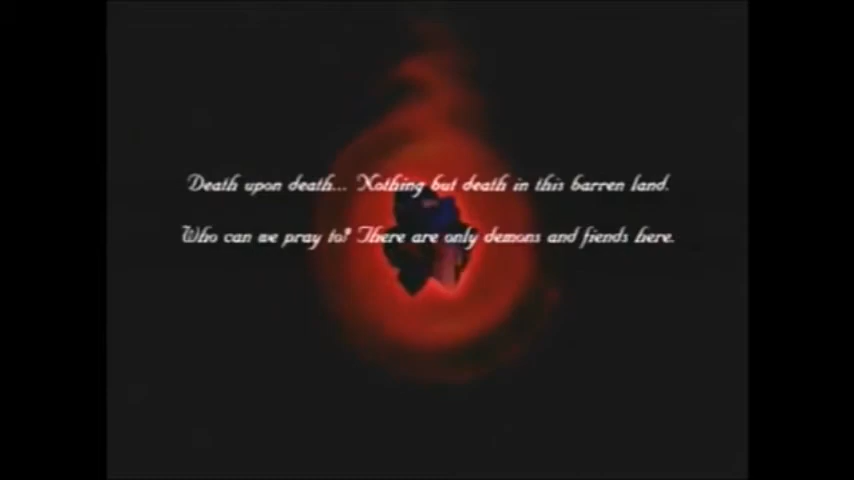 Death upon death... Nothing but death in this barren land.
Who can we pray to? There are only demons and fiends here.